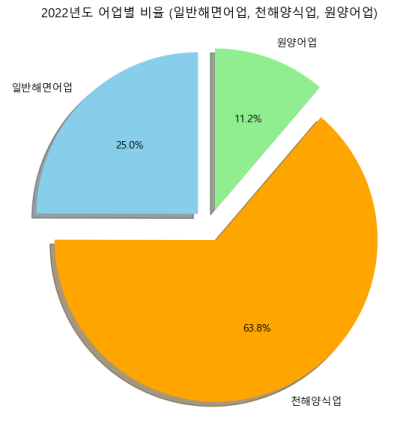 2022년도 어업별 비율 (일반해면어업, 천해양식업, 원양어업)
원양어업
일반해면어업
11.2%
25.0%
63.8%
천해양식업